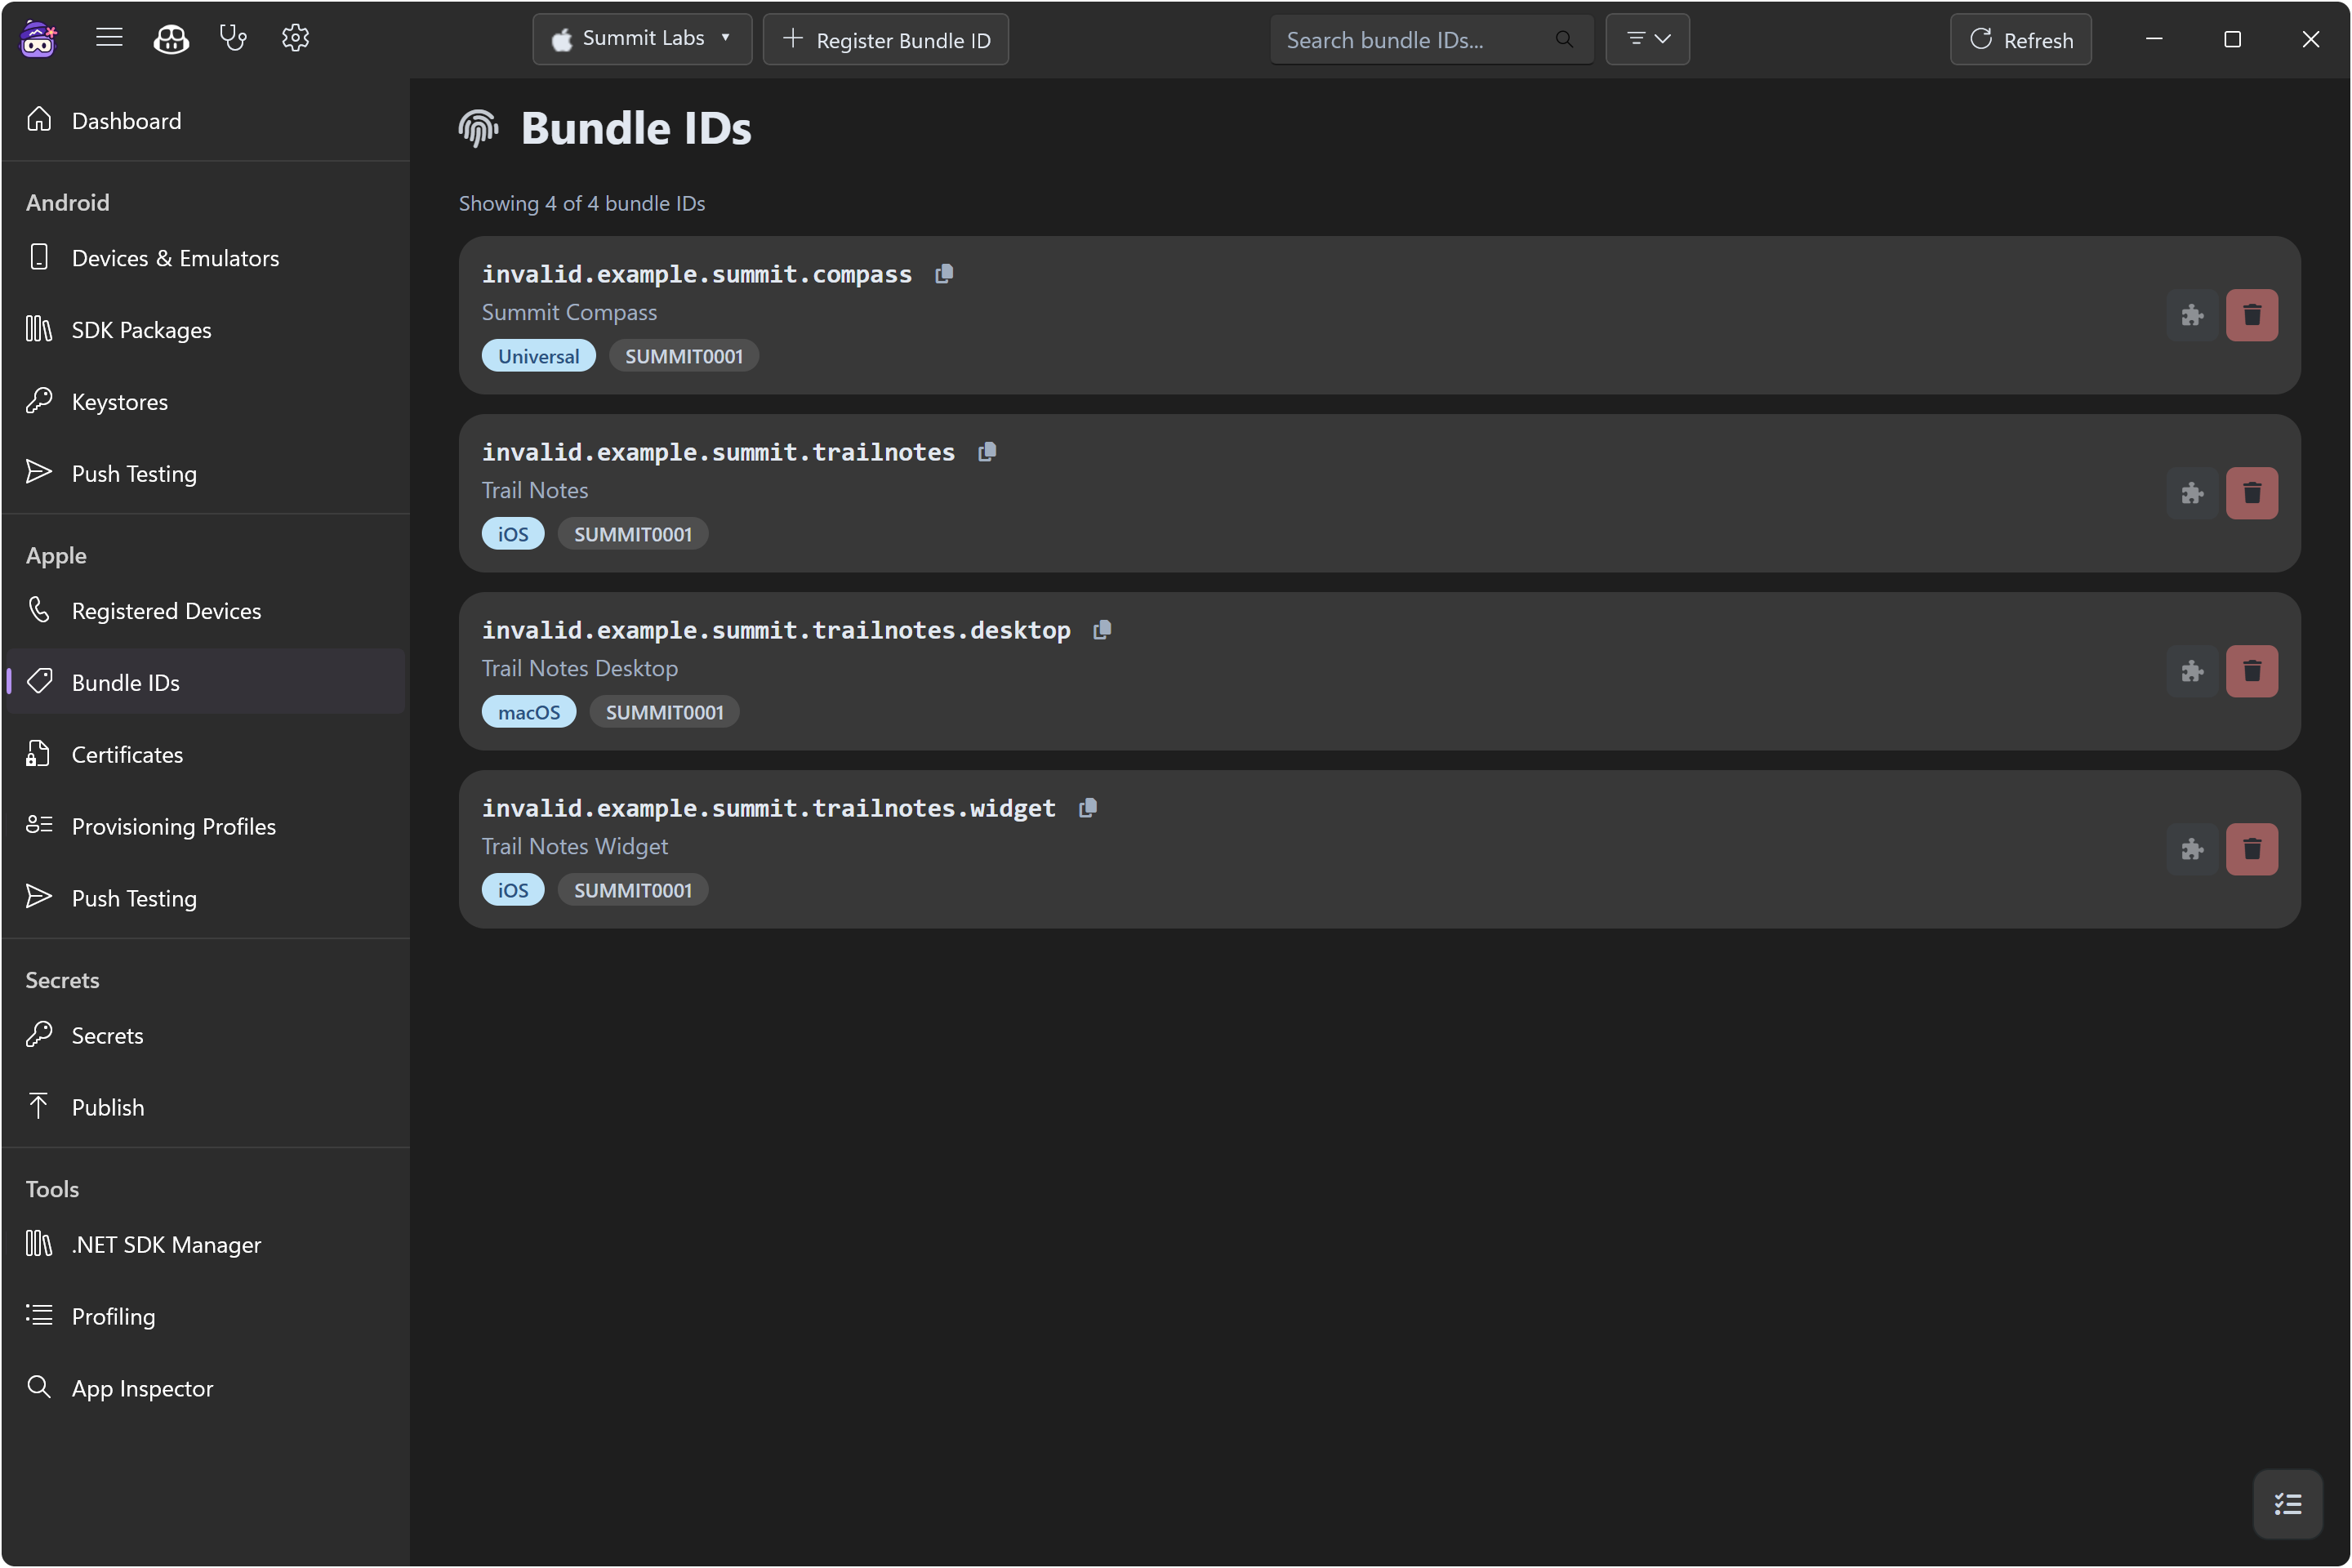 Summit Labs
Register Bundle ID
Search bundle IDs...
Refresh
Dashboard
Android
Devices & Emulators
SDK Packages
Keystores
Push Testing
Apple
Registered Devices
Bundle IDs
Certificates
Provisioning Profiles
Push Testing
Secrets
Secrets
Publish
Tools
.NET SDK Manager
Profiling
App Inspector
Bundle IDs
Showing 4 of 4 bundle IDs
invalid.example.summit.compass
Summit Compass
Universal SUMMIT0001
invalid.example.summit.trailnotes
Trail Notes
iOS SUMMIT0001
invalid.example.summit.trailnotes.desktop
Trail Notes Desktop
macOS SUMMIT0001
invalid.example.summit.trailnotes.widget
Trail Notes Widget
iOS SUMMIT0001